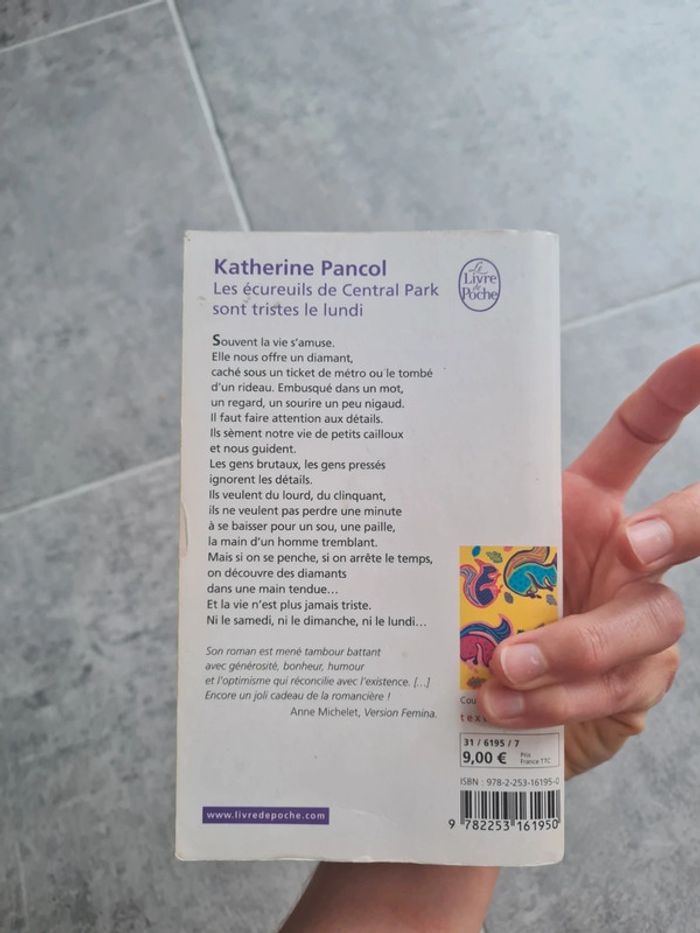 Katherine Pancol
Les écureuils de Central Park
sont tristes le lundi
Le
Livre
de
Poche
Souvent la vie s'amuse.
Elle nous offre un diamant,
caché sous un ticket de métro ou le tombé
d'un rideau. Embusqué dans un mot,
un regard, un sourire un peu nigaud.
Il faut faire attention aux détails.
Ils sèment notre vie de petits cailloux
et nous guident.
Les gens brutaux, les gens pressés
ignorent les détails.
Ils veulent du lourd, du clinquant,
ils ne veulent pas perdre une minute
à se baisser pour un sou, une paille,
la main d'un homme tremblant.
Mais si on se penche, si on arrête le temps,
on découvre des diamants
dans une main tendue...
Et la vie n'est plus jamais triste.
Ni le samedi, ni le dimanche, ni le lundi...
Son roman est mené tambour battant
avec générosité, bonheur, humour
et l'optimisme qui réconcilie avec l'existence. [...]
Encore un joli cadeau de la romancière !
Anne Michelet, Version Femina.
31 / 6195 / 7
9,00 € Prix
France TTC
ISBN : 978-2-253-16195-0
www.livredepoche.com
9 782253 161950